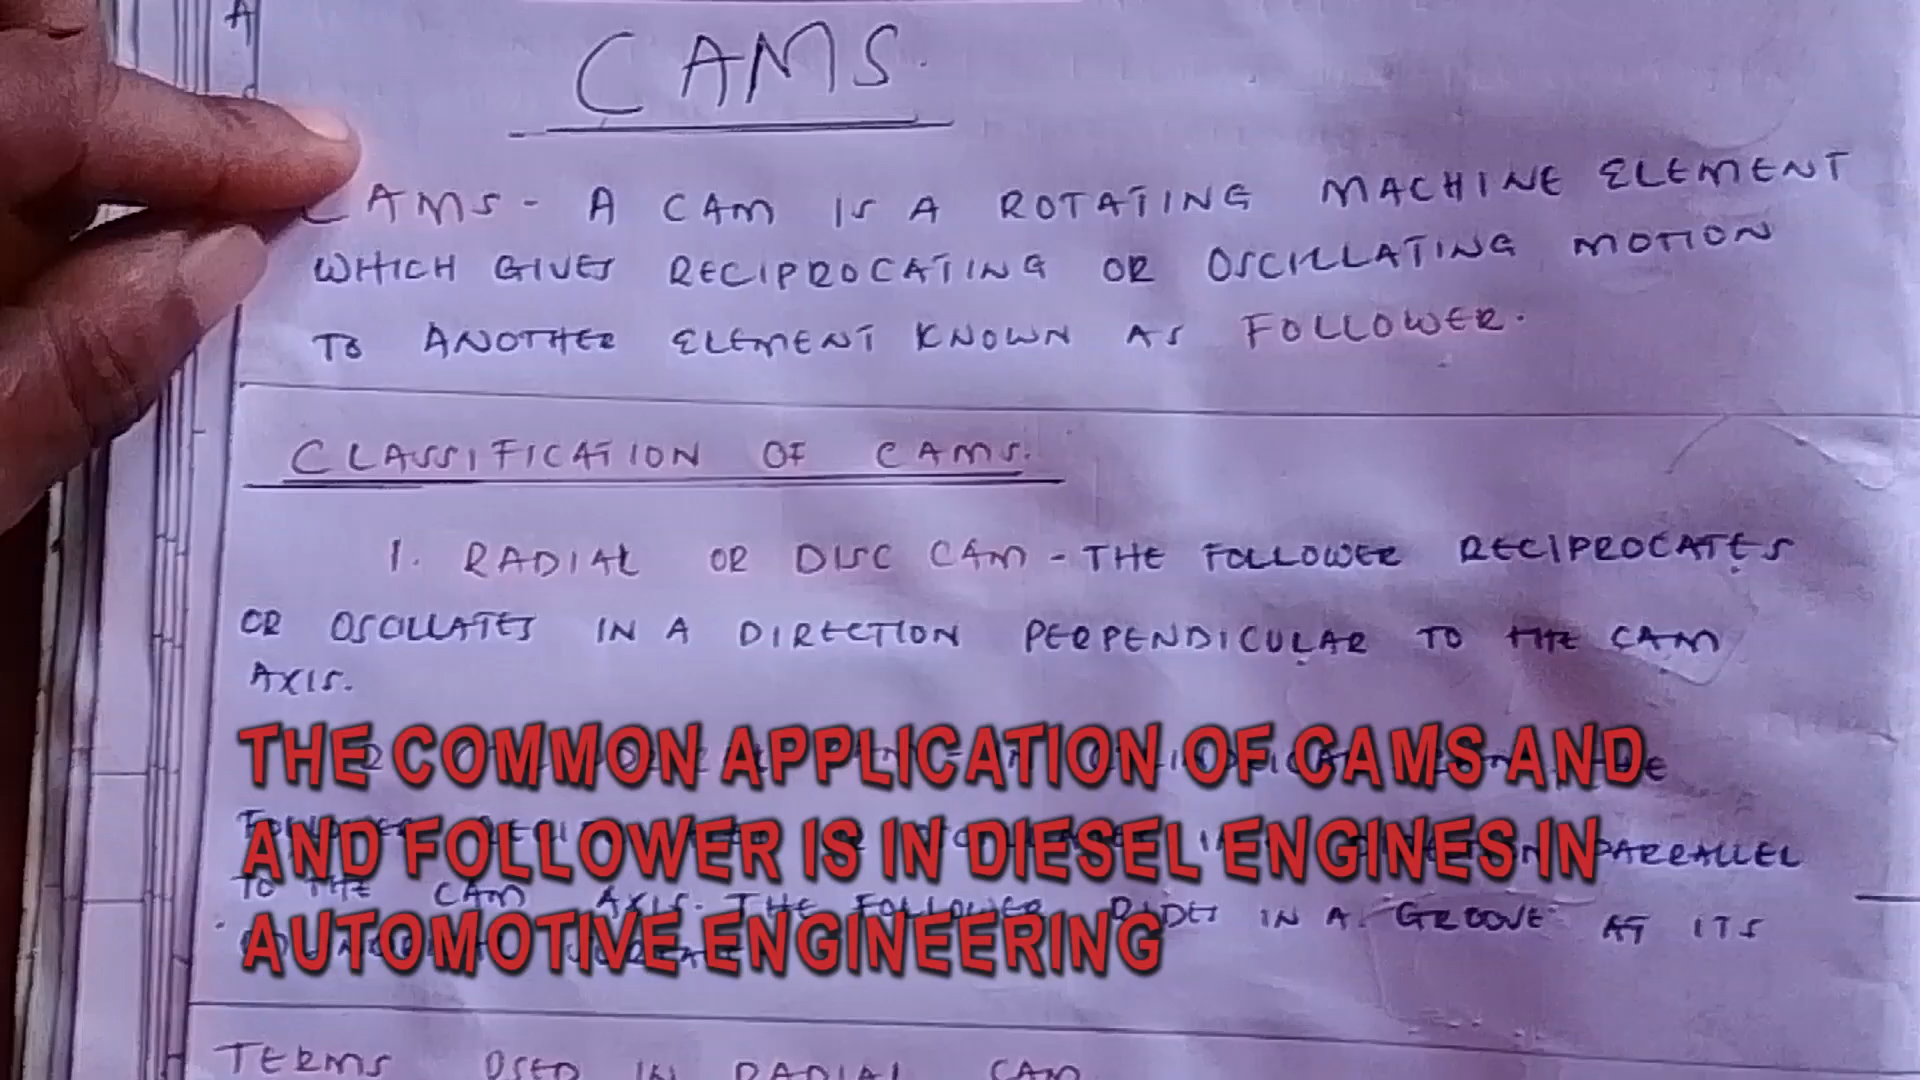 CAMS.
CAMS - A CAM IS A ROTATING MACHINE ELEMENT
WHICH GIVES RECIPROCATING OR OSCILLATING MOTION
TO ANOTHER ELEMENT KNOWN AS FOLLOWER.
CLASSIFICATION OF CAMS.
1. RADIAL OR DISC CAM - THE FOLLOWER RECIPROCATES
OR OSCILLATES IN A DIRECTION PERPENDICULAR TO THE CAM
AXIS.
THE COMMON APPLICATION OF CAMS AND
AND FOLLOWER IS IN DIESEL ENGINES IN
AUTOMOTIVE ENGINEERING
PARRALLEL
TO THE CAM AXIS. THE FOLLOWER RIDES IN A GROOVE AT ITS
TERMS USED IN RADIAL CAM